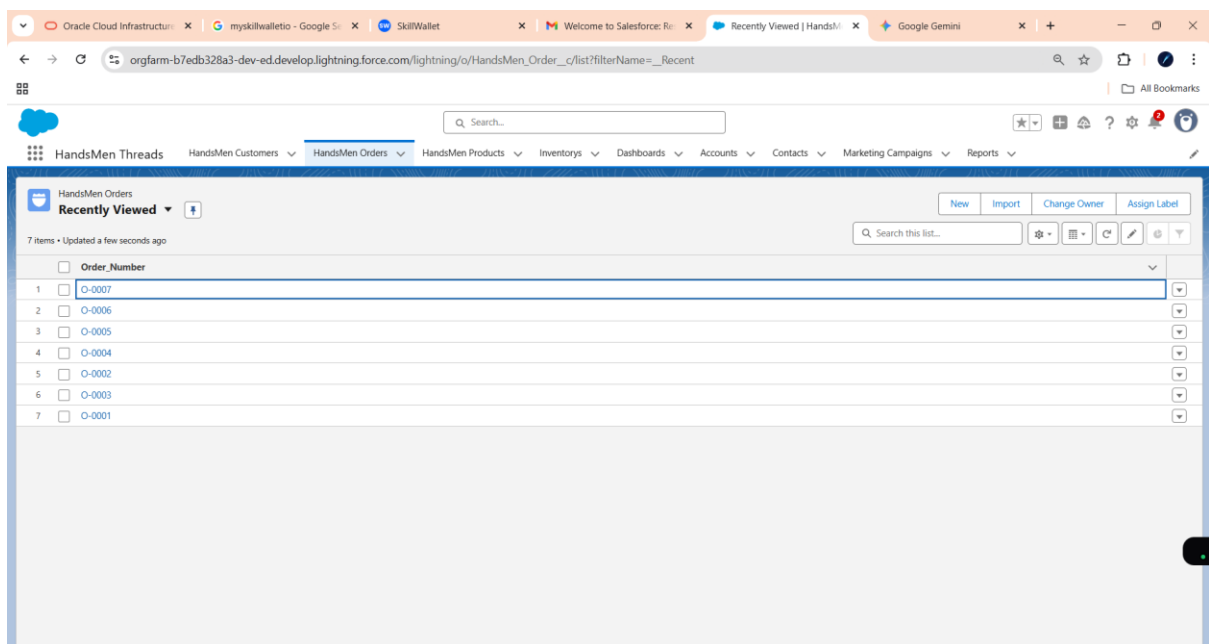 Oracle Cloud Infrastructure
myskillwalletio - Google Se
SkillWallet
Welcome to Salesforce: Re
Recently Viewed | HandsM
Google Gemini
orgfarm-b7edb328a3-dev-ed.develop.lightning.force.com/lightning/o/HandsMen_Order__c/list?filterName=__Recent
All Bookmarks
Search...
2
HandsMen Threads
HandsMen Customers
HandsMen Orders
HandsMen Products
Inventorys
Dashboards
Accounts
Contacts
Marketing Campaigns
Reports
HandsMen Orders
Recently Viewed
New
Import
Change Owner
Assign Label
7 items • Updated a few seconds ago
Search this list...
Order_Number
1 O-0007
2 O-0006
3 O-0005
4 O-0004
5 O-0002
6 O-0003
7 O-0001